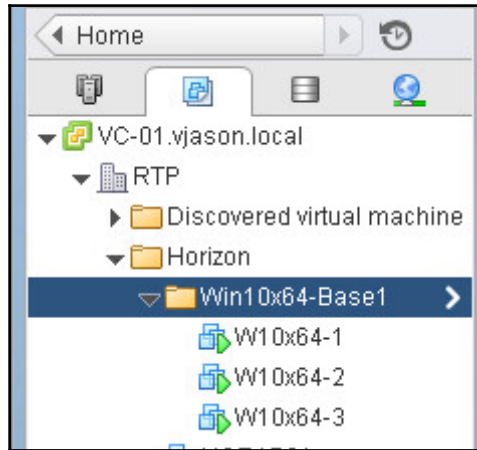 Home
VC-01.vjason.local
RTP
Discovered virtual machine
Horizon
Win10x64-Base1
W10x64-1
W10x64-2
W10x64-3